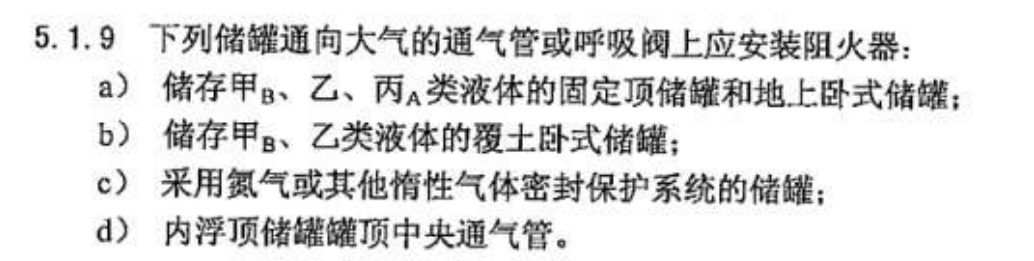 5.1.9 下列储罐通向大气的通气管或呼吸阀上应安装阻火器：
a） 储存甲B、乙、丙A类液体的固定顶储罐和地上卧式储罐；
b） 储存甲B、乙类液体的覆土卧式储罐；
c） 采用氮气或其他惰性气体密封保护系统的储罐；
d） 内浮顶储罐罐顶中央通气管。